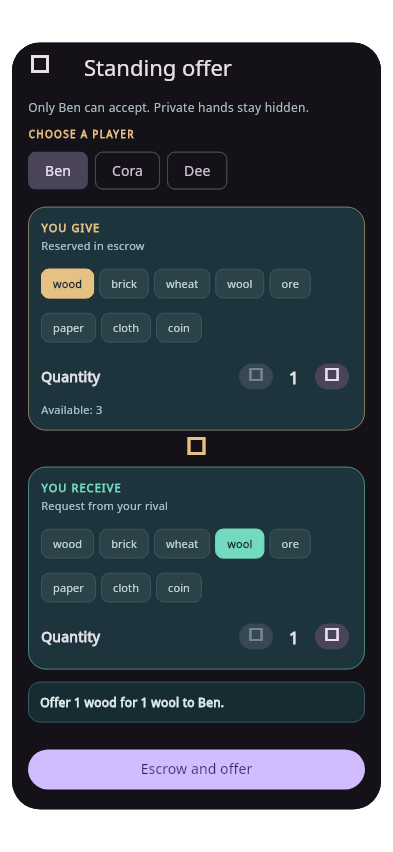 Standing offer
Only Ben can accept. Private hands stay hidden.
CHOOSE A PLAYER
Ben Cora Dee
YOU GIVE
Reserved in escrow
wood brick wheat wool ore
paper cloth coin
Quantity 1
Available: 3
YOU RECEIVE
Request from your rival
wood brick wheat wool ore
paper cloth coin
Quantity 1
Offer 1 wood for 1 wool to Ben.
Escrow and offer